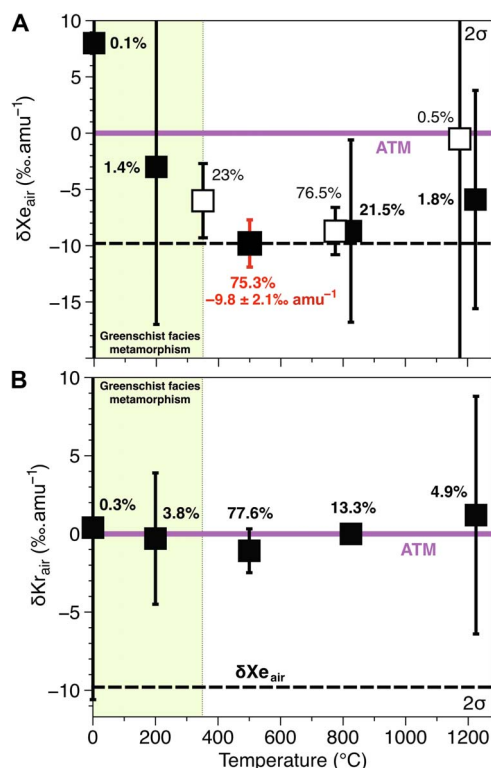 A
10
5
0
−5
−10
−15
δXe_air (‰.amu⁻¹)
2σ
0.1%
0.5%
ATM
1.4%
23%
76.5%
21.5%
1.8%
75.3%
−9.8 ± 2.1‰ amu⁻¹
Greenschist facies
metamorphism
B
10
5
0
−5
−10
δKr_air (‰.amu⁻¹)
Greenschist facies
metamorphism
0.3%
3.8%
77.6%
13.3%
4.9%
ATM
δXe_air
2σ
0 200 400 600 800 1000 1200
Temperature (°C)